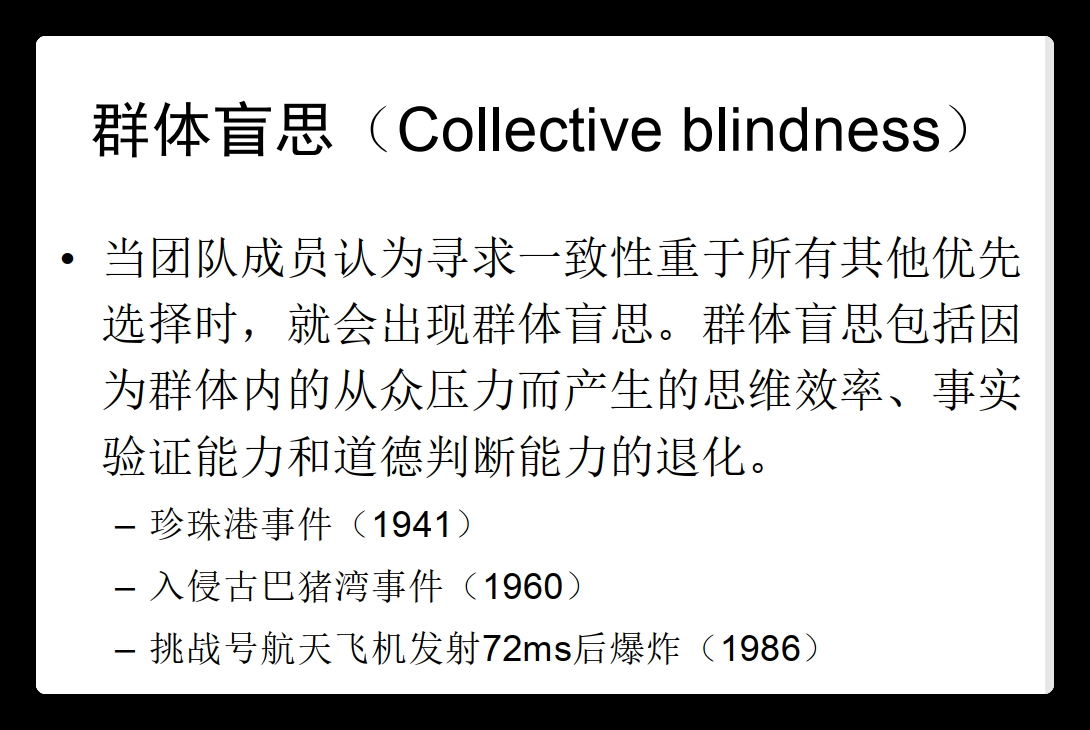 群体盲思（Collective blindness）
• 当团队成员认为寻求一致性重于所有其他优先
选择时，就会出现群体盲思。群体盲思包括因
为群体内的从众压力而产生的思维效率、事实
验证能力和道德判断能力的退化。
– 珍珠港事件（1941）
– 入侵古巴猪湾事件（1960）
– 挑战号航天飞机发射72ms后爆炸（1986）